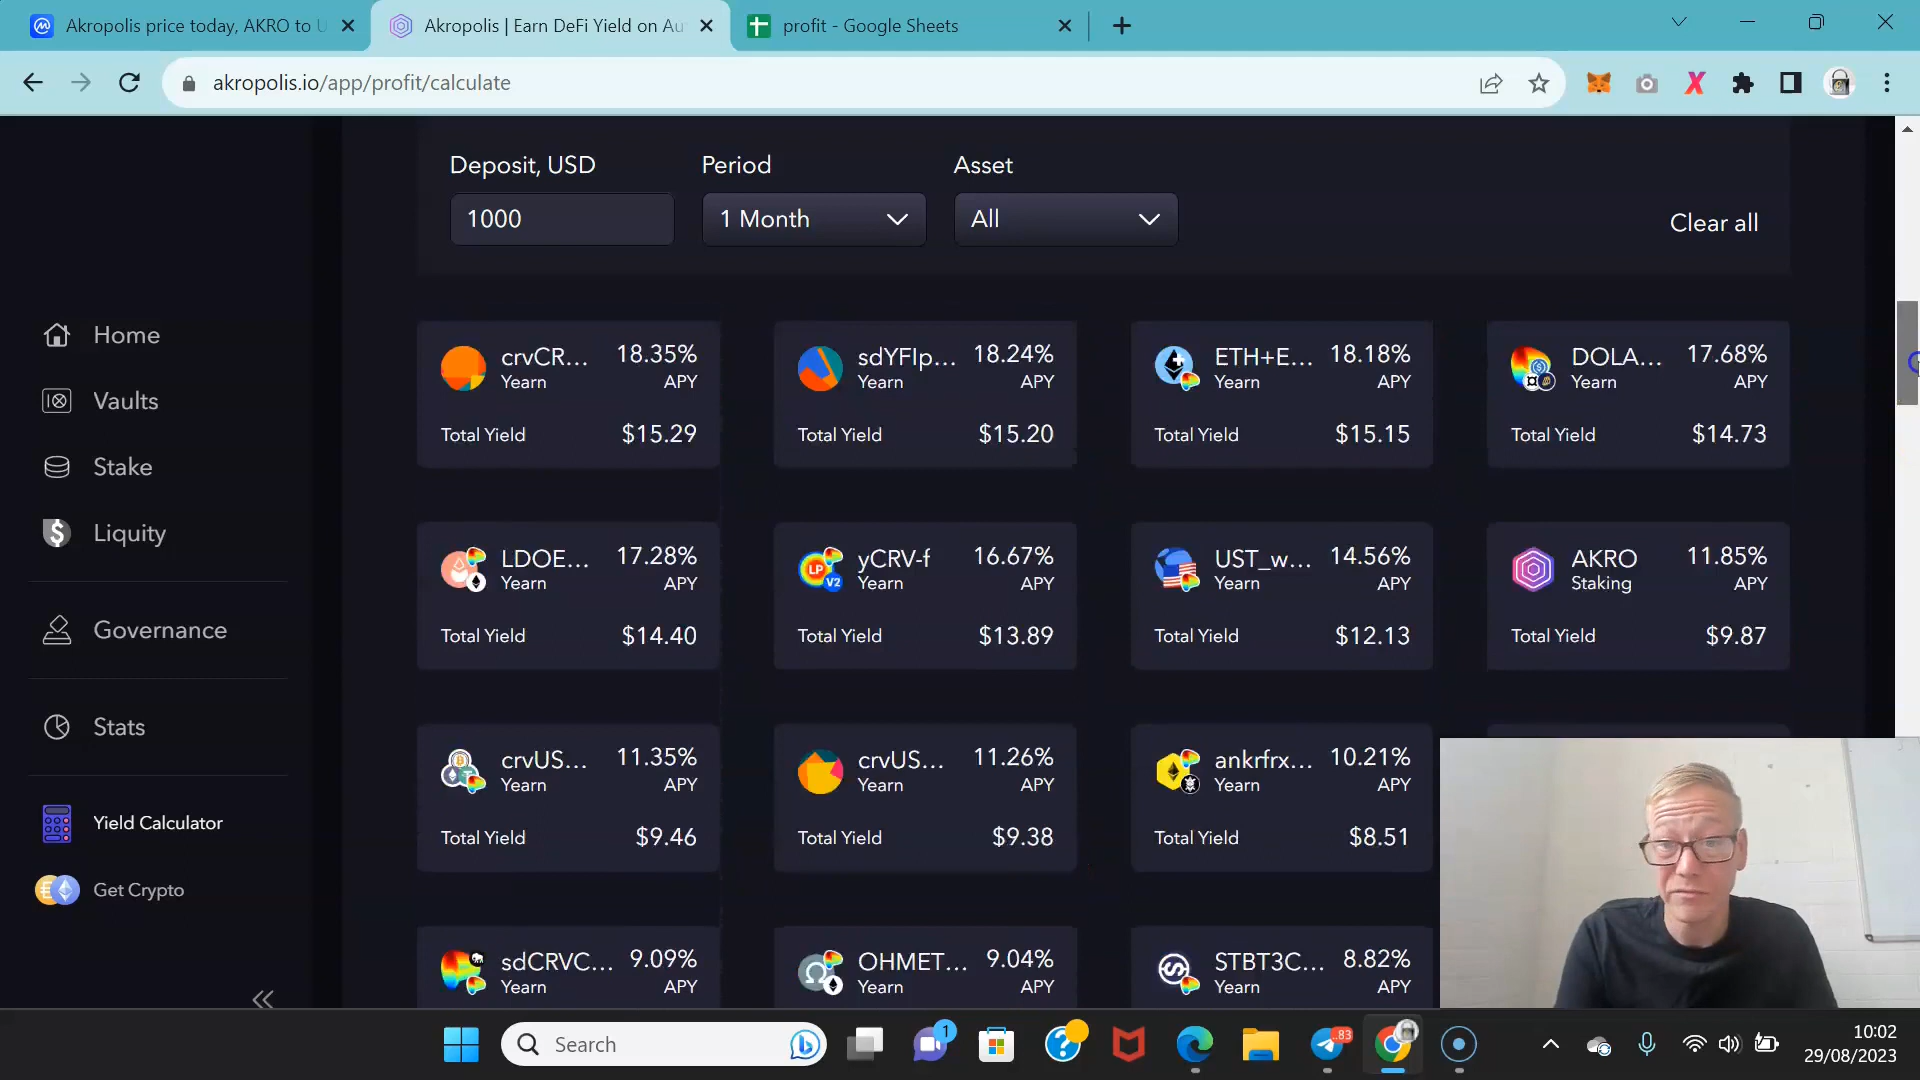 Akropolis price today, AKRO to U
Akropolis | Earn DeFi Yield on Au
profit - Google Sheets
akropolis.io/app/profit/calculate
Deposit, USD
Period
Asset
1000
1 Month
All
Clear all
Home
Vaults
Stake
Liquity
Governance
Stats
Yield Calculator
Get Crypto
crvCR... 18.35%
Yearn APY
Total Yield $15.29
sdYFIp... 18.24%
Yearn APY
Total Yield $15.20
ETH+E... 18.18%
Yearn APY
Total Yield $15.15
DOLA... 17.68%
Yearn APY
Total Yield $14.73
LDOE... 17.28%
Yearn APY
Total Yield $14.40
yCRV-f 16.67%
Yearn APY
Total Yield $13.89
UST_w... 14.56%
Yearn APY
Total Yield $12.13
AKRO 11.85%
Staking APY
Total Yield $9.87
crvUS... 11.35%
Yearn APY
Total Yield $9.46
crvUS... 11.26%
Yearn APY
Total Yield $9.38
ankrfrx... 10.21%
Yearn APY
Total Yield $8.51
sdCRVC... 9.09%
Yearn APY
OHMET... 9.04%
Yearn APY
STBT3C... 8.82%
Yearn APY
LP
V2
Search
1
83
10:02
29/08/2023